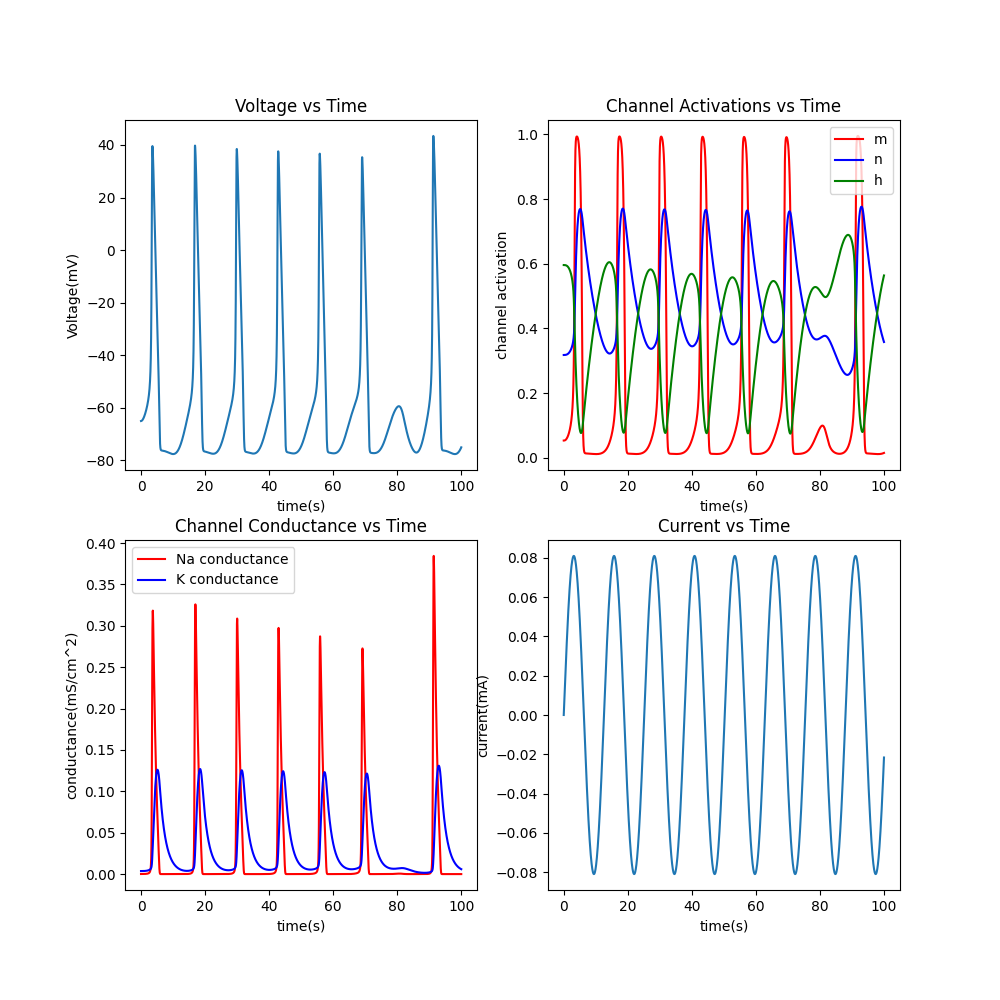 Voltage vs Time
Voltage(mV)
40
20
0
−20
−40
−60
−80
0 20 40 60 80 100
time(s)
Channel Activations vs Time
channel activation
1.0
0.8
0.6
0.4
0.2
0.0
m
n
h
0 20 40 60 80 100
time(s)
Channel Conductance vs Time
conductance(mS/cm^2)
0.40
0.35
0.30
0.25
0.20
0.15
0.10
0.05
0.00
Na conductance
K conductance
0 20 40 60 80 100
time(s)
Current vs Time
current(mA)
0.08
0.06
0.04
0.02
0.00
−0.02
−0.04
−0.06
−0.08
0 20 40 60 80 100
time(s)